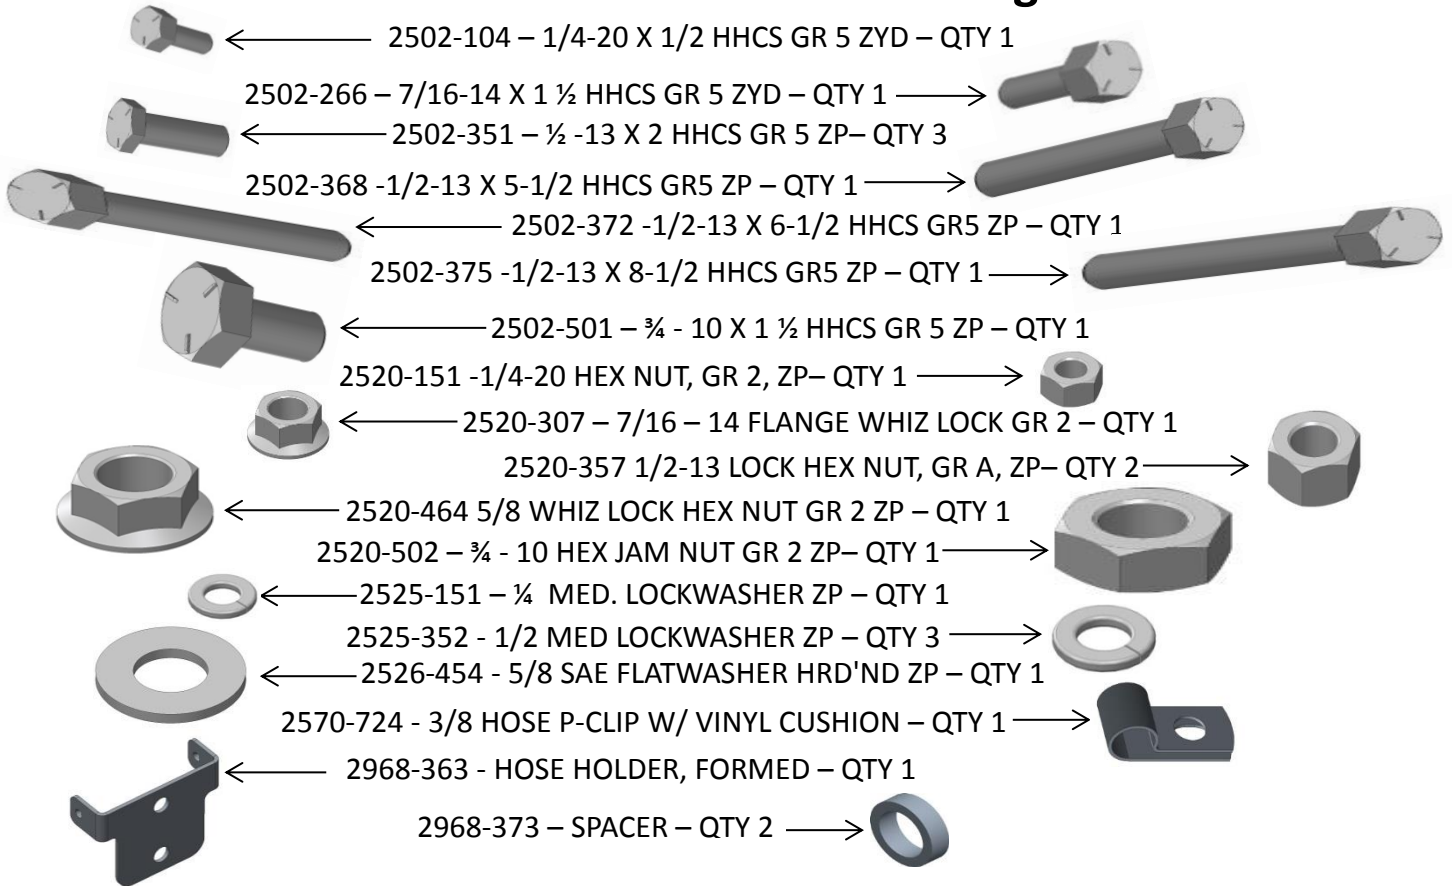 2502-104 – 1/4-20 X 1/2 HHCS GR 5 ZYD – QTY 1
2502-266 – 7/16-14 X 1 ½ HHCS GR 5 ZYD – QTY 1
2502-351 – ½ -13 X 2 HHCS GR 5 ZP– QTY 3
2502-368 -1/2-13 X 5-1/2 HHCS GR5 ZP – QTY 1
2502-372 -1/2-13 X 6-1/2 HHCS GR5 ZP – QTY 1
2502-375 -1/2-13 X 8-1/2 HHCS GR5 ZP – QTY 1
2502-501 – ¾ - 10 X 1 ½ HHCS GR 5 ZP – QTY 1
2520-151 -1/4-20 HEX NUT, GR 2, ZP– QTY 1
2520-307 – 7/16 – 14 FLANGE WHIZ LOCK GR 2 – QTY 1
2520-357 1/2-13 LOCK HEX NUT, GR A, ZP– QTY 2
2520-464 5/8 WHIZ LOCK HEX NUT GR 2 ZP – QTY 1
2520-502 – ¾ - 10 HEX JAM NUT GR 2 ZP– QTY 1
2525-151 – ¼  MED. LOCKWASHER ZP – QTY 1
2525-352 - 1/2 MED LOCKWASHER ZP – QTY 3
2526-454 - 5/8 SAE FLATWASHER HRD'ND ZP – QTY 1
2570-724 - 3/8 HOSE P-CLIP W/ VINYL CUSHION – QTY 1
2968-363 - HOSE HOLDER, FORMED – QTY 1
2968-373 – SPACER – QTY 2